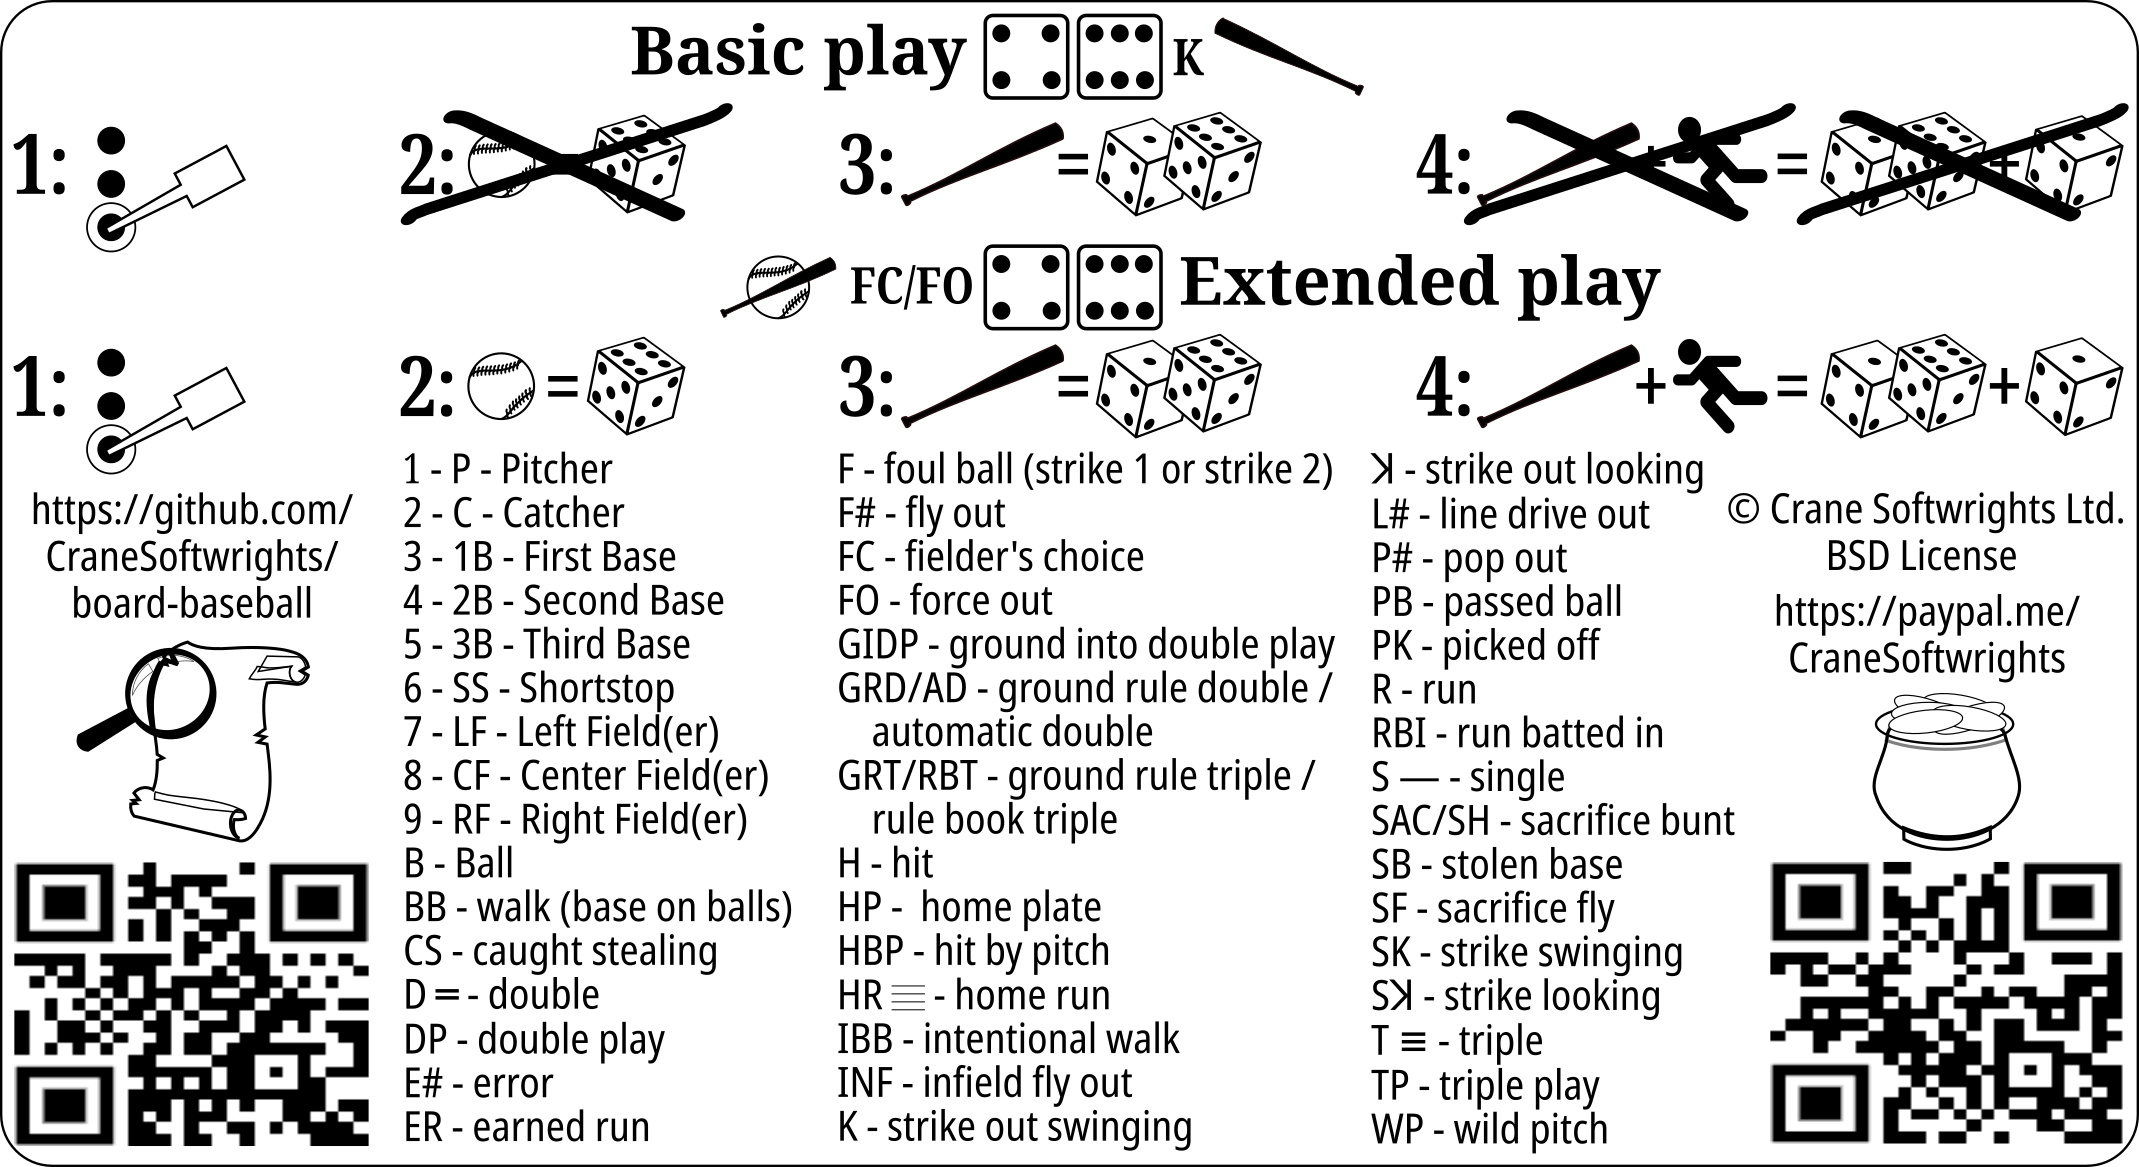 Basic play K
1: 2: = 3: = 4: + = +
FC/FO Extended play
1: 2: = 3: = 4: + = +
https://github.com/
CraneSoftwrights/
board-baseball
1 - P - Pitcher
2 - C - Catcher
3 - 1B - First Base
4 - 2B - Second Base
5 - 3B - Third Base
6 - SS - Shortstop
7 - LF - Left Field(er)
8 - CF - Center Field(er)
9 - RF - Right Field(er)
B - Ball
BB - walk (base on balls)
CS - caught stealing
D = - double
DP - double play
E# - error
ER - earned run
F - foul ball (strike 1 or strike 2)
F# - fly out
FC - fielder's choice
FO - force out
GIDP - ground into double play
GRD/AD - ground rule double /
automatic double
GRT/RBT - ground rule triple /
rule book triple
H - hit
HP -  home plate
HBP - hit by pitch
HR 𝌆 - home run
IBB - intentional walk
INF - infield fly out
K - strike out swinging
ꓘ - strike out looking
L# - line drive out
P# - pop out
PB - passed ball
PK - picked off
R - run
RBI - run batted in
S — - single
SAC/SH - sacrifice bunt
SB - stolen base
SF - sacrifice fly
SK - strike swinging
Sꓘ - strike looking
T ≡ - triple
TP - triple play
WP - wild pitch
© Crane Softwrights Ltd.
BSD License
https://paypal.me/
CraneSoftwrights